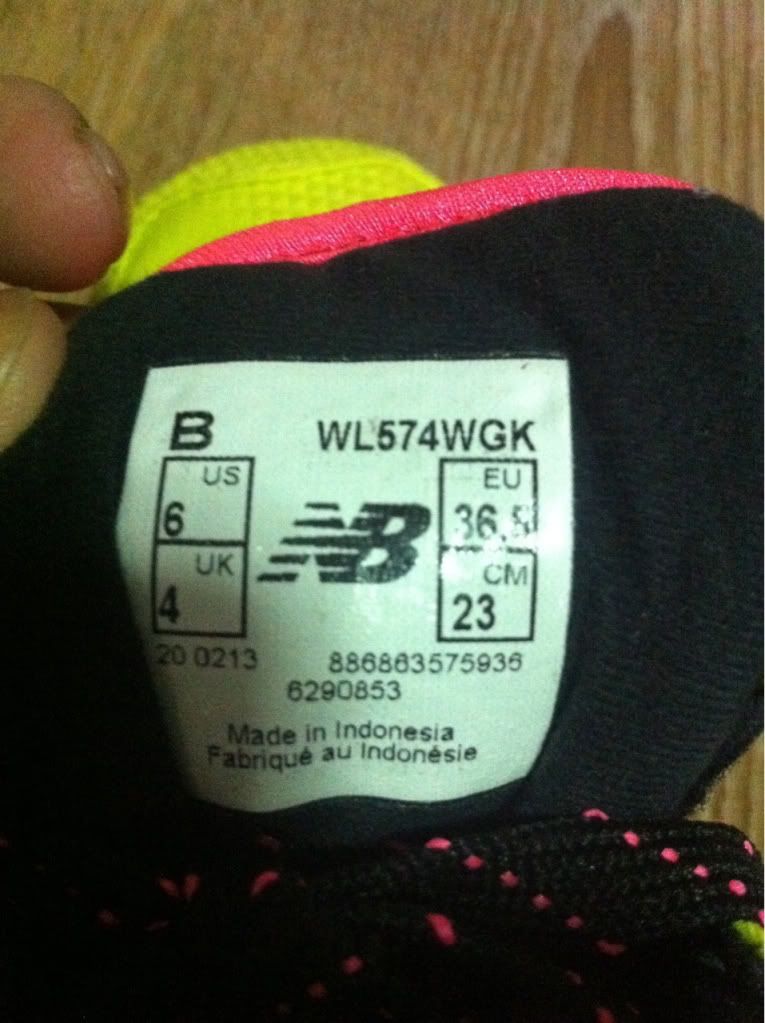 B WL574WGK
US EU
6 36.5
UK CM
4 23
NB
20 0213 886863575936
6290853
Made in Indonesia
Fabriqué au Indonésie